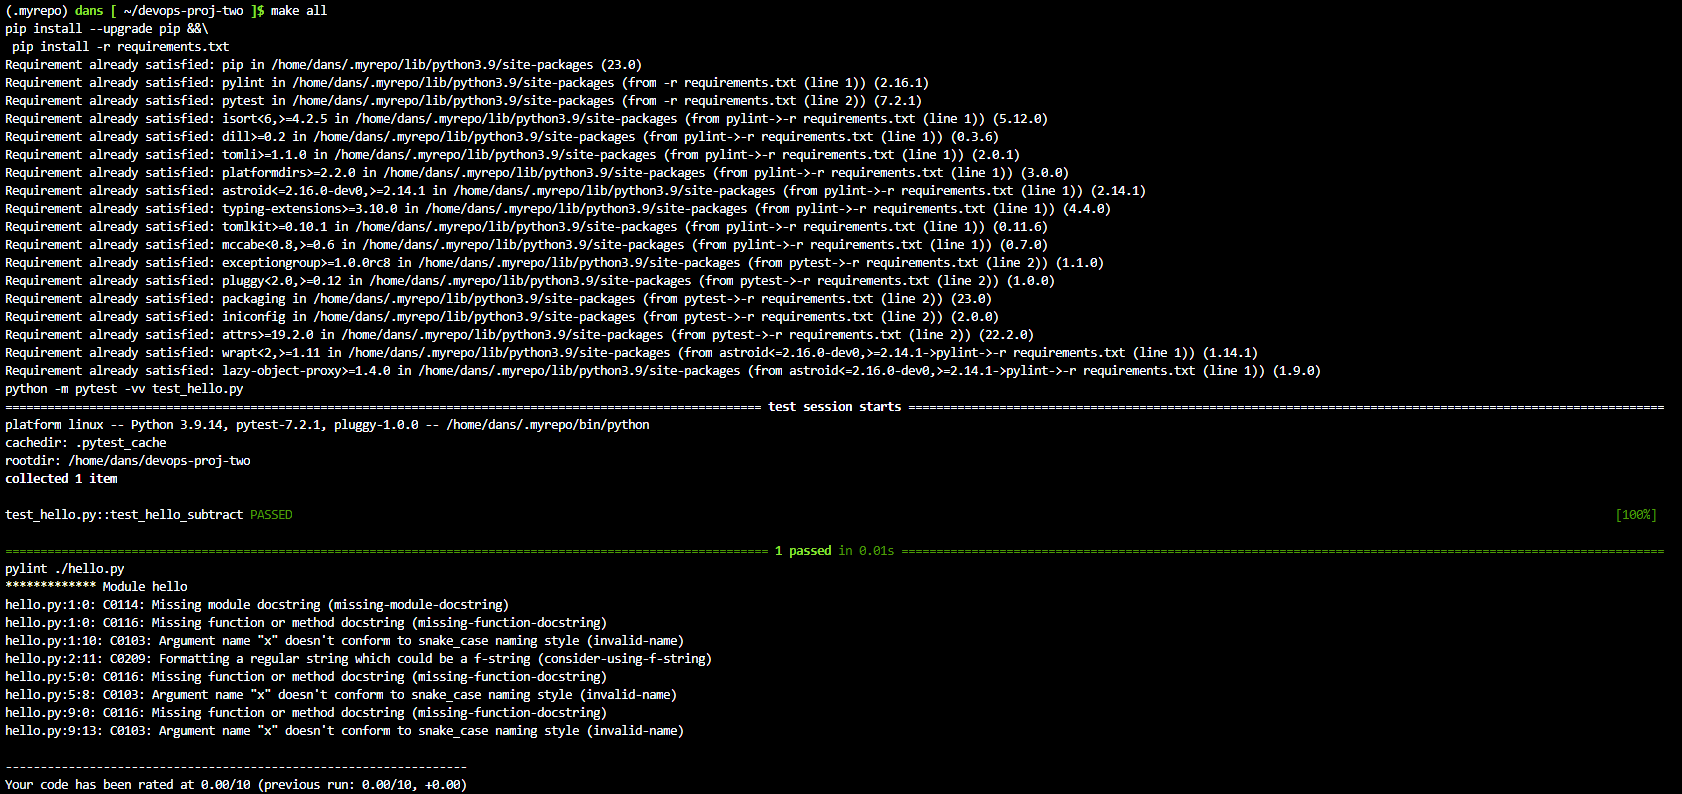 (.myrepo) dans [ ~/devops-proj-two ]$ make all
pip install --upgrade pip &&\
 pip install -r requirements.txt
Requirement already satisfied: pip in /home/dans/.myrepo/lib/python3.9/site-packages (23.0)
Requirement already satisfied: pylint in /home/dans/.myrepo/lib/python3.9/site-packages (from -r requirements.txt (line 1)) (2.16.1)
Requirement already satisfied: pytest in /home/dans/.myrepo/lib/python3.9/site-packages (from -r requirements.txt (line 2)) (7.2.1)
Requirement already satisfied: isort<6,>=4.2.5 in /home/dans/.myrepo/lib/python3.9/site-packages (from pylint->-r requirements.txt (line 1)) (5.12.0)
Requirement already satisfied: dill>=0.2 in /home/dans/.myrepo/lib/python3.9/site-packages (from pylint->-r requirements.txt (line 1)) (0.3.6)
Requirement already satisfied: tomli>=1.1.0 in /home/dans/.myrepo/lib/python3.9/site-packages (from pylint->-r requirements.txt (line 1)) (2.0.1)
Requirement already satisfied: platformdirs>=2.2.0 in /home/dans/.myrepo/lib/python3.9/site-packages (from pylint->-r requirements.txt (line 1)) (3.0.0)
Requirement already satisfied: astroid<=2.16.0-dev0,>=2.14.1 in /home/dans/.myrepo/lib/python3.9/site-packages (from pylint->-r requirements.txt (line 1)) (2.14.1)
Requirement already satisfied: typing-extensions>=3.10.0 in /home/dans/.myrepo/lib/python3.9/site-packages (from pylint->-r requirements.txt (line 1)) (4.4.0)
Requirement already satisfied: tomlkit>=0.10.1 in /home/dans/.myrepo/lib/python3.9/site-packages (from pylint->-r requirements.txt (line 1)) (0.11.6)
Requirement already satisfied: mccabe<0.8,>=0.6 in /home/dans/.myrepo/lib/python3.9/site-packages (from pylint->-r requirements.txt (line 1)) (0.7.0)
Requirement already satisfied: exceptiongroup>=1.0.0rc8 in /home/dans/.myrepo/lib/python3.9/site-packages (from pytest->-r requirements.txt (line 2)) (1.1.0)
Requirement already satisfied: pluggy<2.0,>=0.12 in /home/dans/.myrepo/lib/python3.9/site-packages (from pytest->-r requirements.txt (line 2)) (1.0.0)
Requirement already satisfied: packaging in /home/dans/.myrepo/lib/python3.9/site-packages (from pytest->-r requirements.txt (line 2)) (23.0)
Requirement already satisfied: iniconfig in /home/dans/.myrepo/lib/python3.9/site-packages (from pytest->-r requirements.txt (line 2)) (2.0.0)
Requirement already satisfied: attrs>=19.2.0 in /home/dans/.myrepo/lib/python3.9/site-packages (from pytest->-r requirements.txt (line 2)) (22.2.0)
Requirement already satisfied: wrapt<2,>=1.11 in /home/dans/.myrepo/lib/python3.9/site-packages (from astroid<=2.16.0-dev0,>=2.14.1->pylint->-r requirements.txt (line 1)) (1.14.1)
Requirement already satisfied: lazy-object-proxy>=1.4.0 in /home/dans/.myrepo/lib/python3.9/site-packages (from astroid<=2.16.0-dev0,>=2.14.1->pylint->-r requirements.txt (line 1)) (1.9.0)
python -m pytest -vv test_hello.py
============================================================================================================ test session starts ============================================================================================================
platform linux -- Python 3.9.14, pytest-7.2.1, pluggy-1.0.0 -- /home/dans/.myrepo/bin/python
cachedir: .pytest_cache
rootdir: /home/dans/devops-proj-two
collected 1 item
test_hello.py::test_hello_subtract PASSED [100%]
============================================================================================================= 1 passed in 0.01s =============================================================================================================
pylint ./hello.py
************* Module hello
hello.py:1:0: C0114: Missing module docstring (missing-module-docstring)
hello.py:1:0: C0116: Missing function or method docstring (missing-function-docstring)
hello.py:1:10: C0103: Argument name "x" doesn't conform to snake_case naming style (invalid-name)
hello.py:2:11: C0209: Formatting a regular string which could be a f-string (consider-using-f-string)
hello.py:5:0: C0116: Missing function or method docstring (missing-function-docstring)
hello.py:5:8: C0103: Argument name "x" doesn't conform to snake_case naming style (invalid-name)
hello.py:9:0: C0116: Missing function or method docstring (missing-function-docstring)
hello.py:9:13: C0103: Argument name "x" doesn't conform to snake_case naming style (invalid-name)
------------------------------------------------------------------
Your code has been rated at 0.00/10 (previous run: 0.00/10, +0.00)